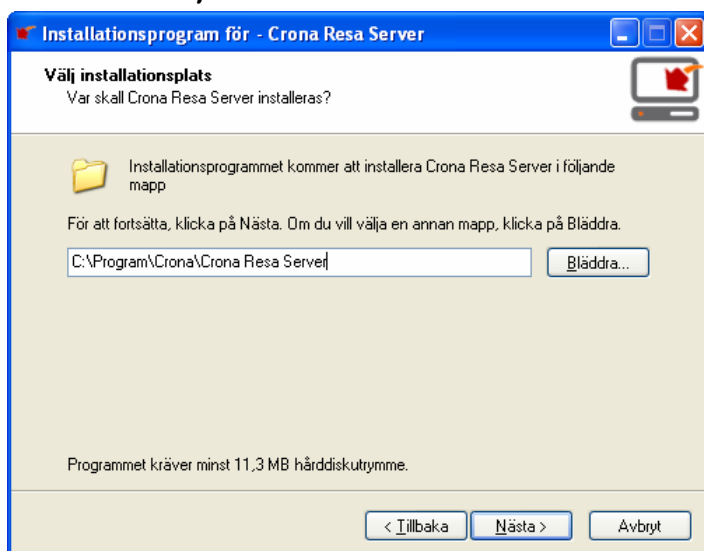 Installationsprogram för - Crona Resa Server
Välj installationsplats
Var skall Crona Resa Server installeras?
Installationsprogrammet kommer att installera Crona Resa Server i följande
mapp
För att fortsätta, klicka på Nästa. Om du vill välja en annan mapp, klicka på Bläddra.
C:\Program\Crona\Crona Resa Server
Bläddra...
Programmet kräver minst 11,3 MB hårddiskutrymme.
< Tillbaka
Nästa >
Avbryt